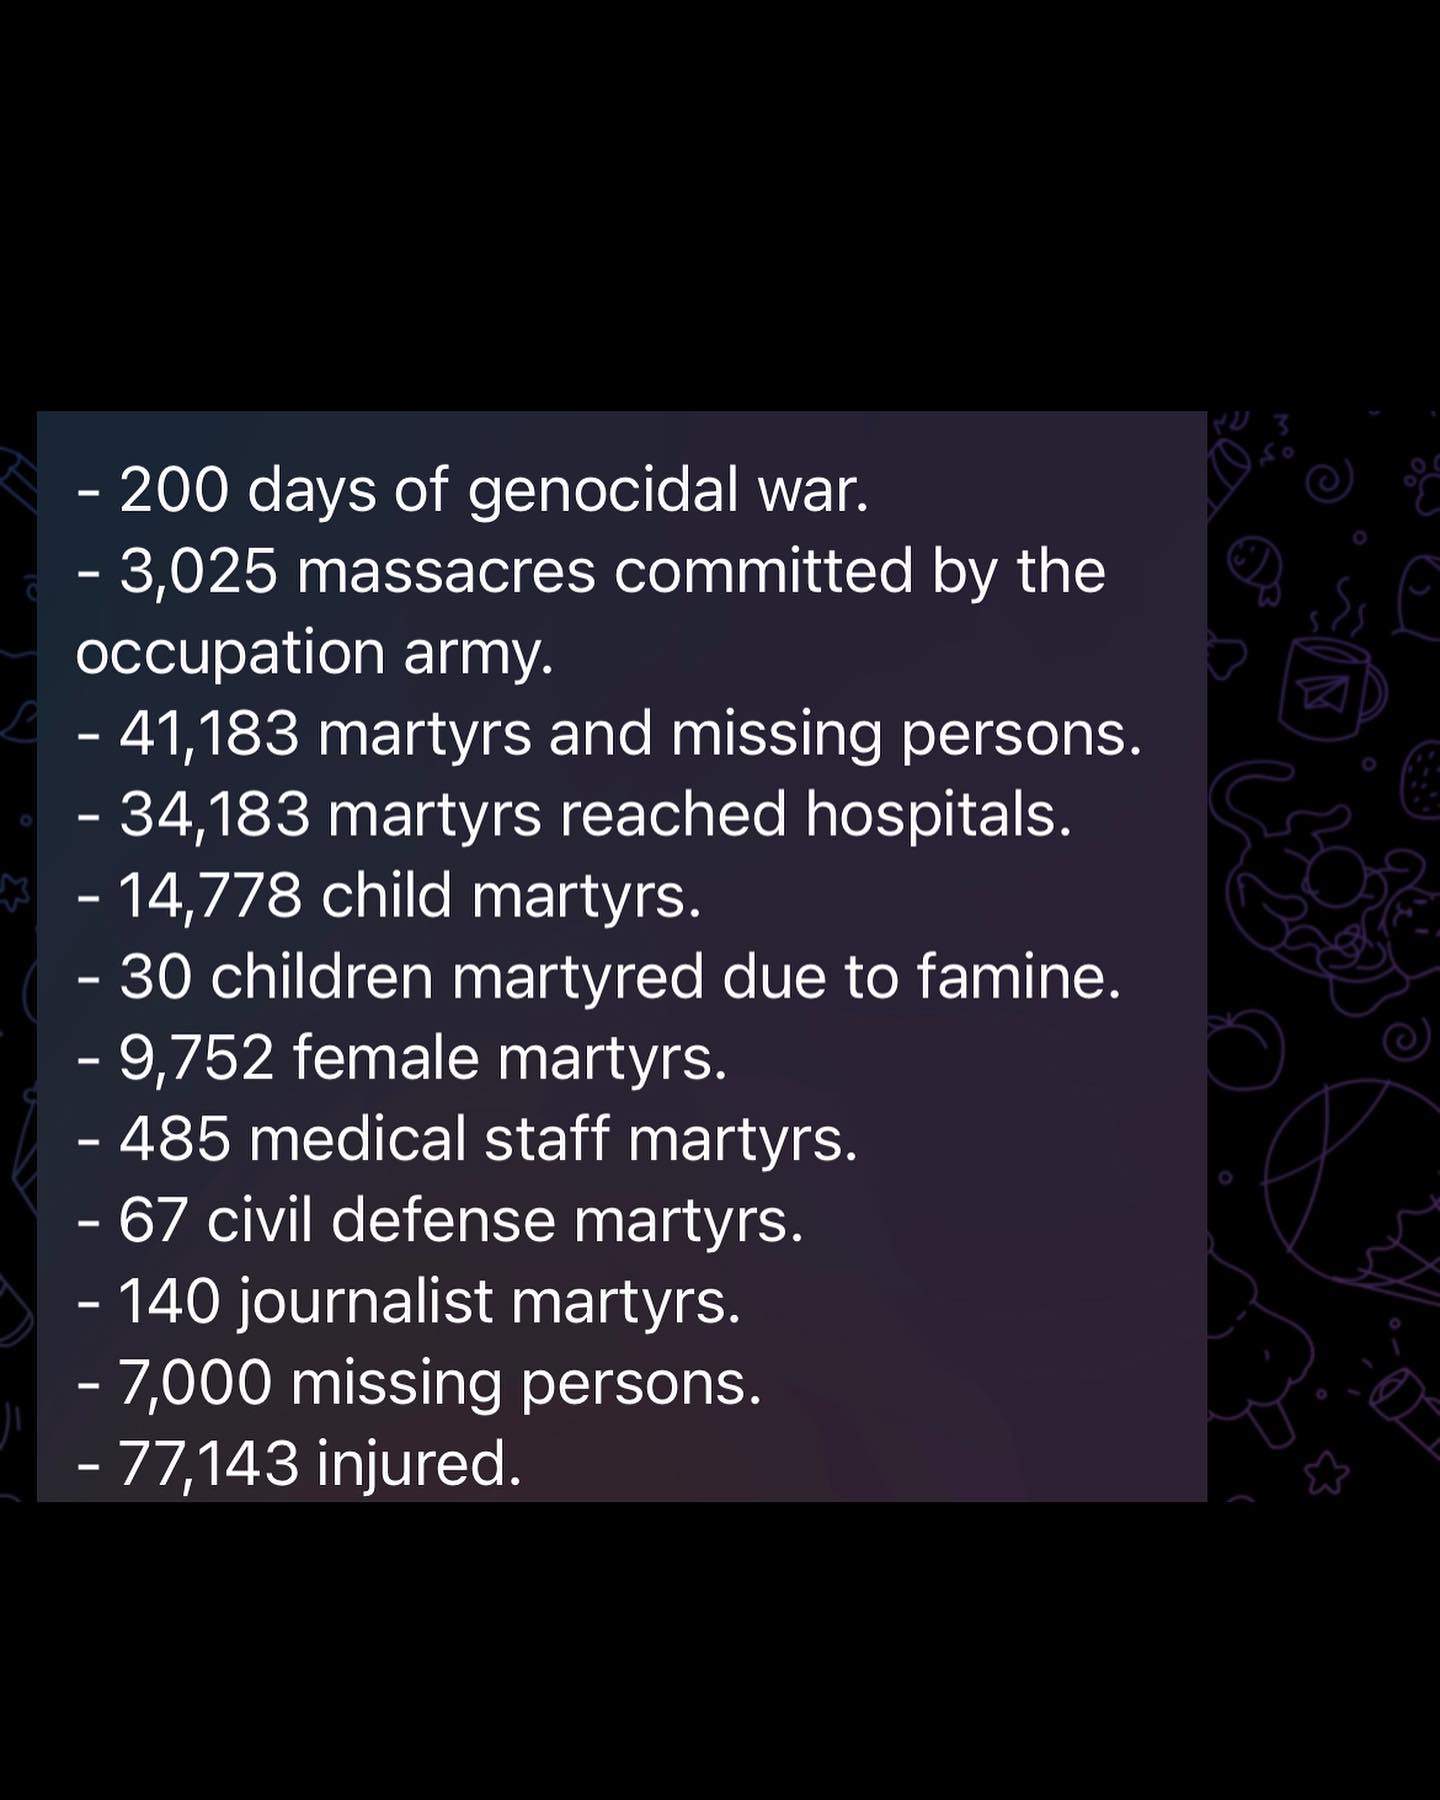 - 200 days of genocidal war.
- 3,025 massacres committed by the
occupation army.
- 41,183 martyrs and missing persons.
- 34,183 martyrs reached hospitals.
- 14,778 child martyrs.
- 30 children martyred due to famine.
- 9,752 female martyrs.
- 485 medical staff martyrs.
- 67 civil defense martyrs.
- 140 journalist martyrs.
- 7,000 missing persons.
- 77,143 injured.